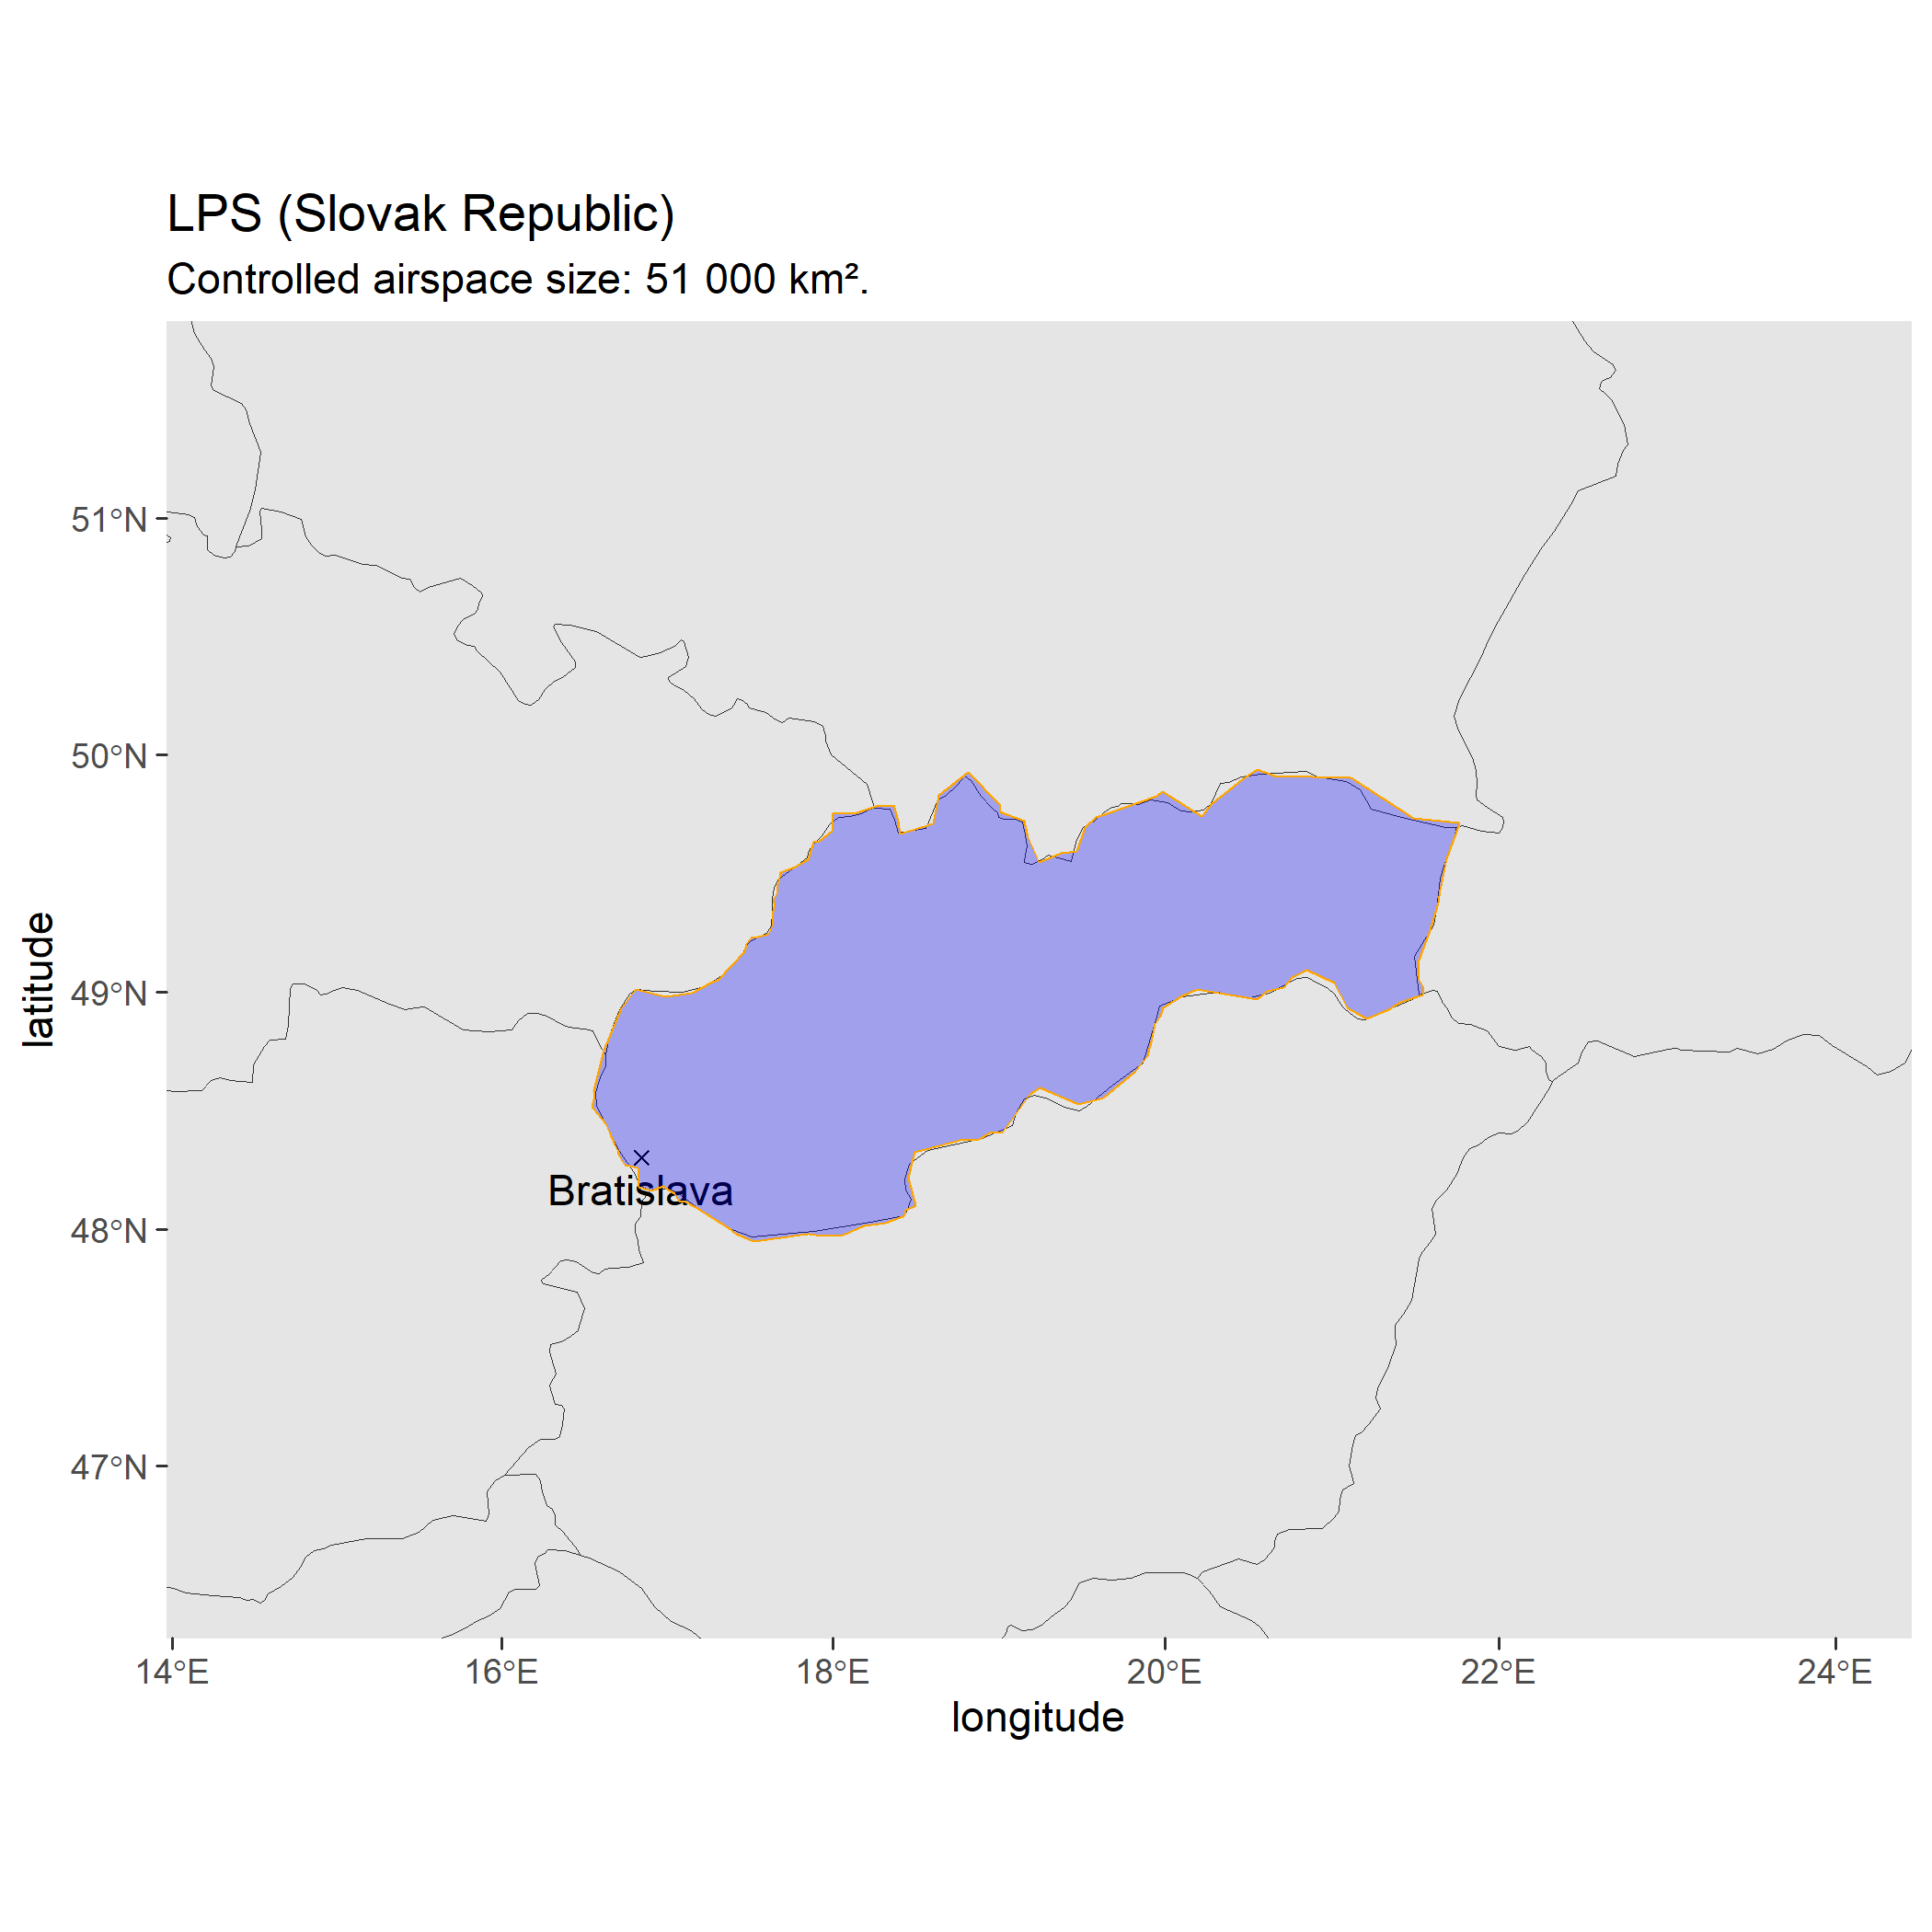 LPS (Slovak Republic)
Controlled airspace size: 51 000 km².
51°N
50°N
49°N
48°N
47°N
latitude
Bratislava
14°E 16°E 18°E 20°E 22°E 24°E
longitude